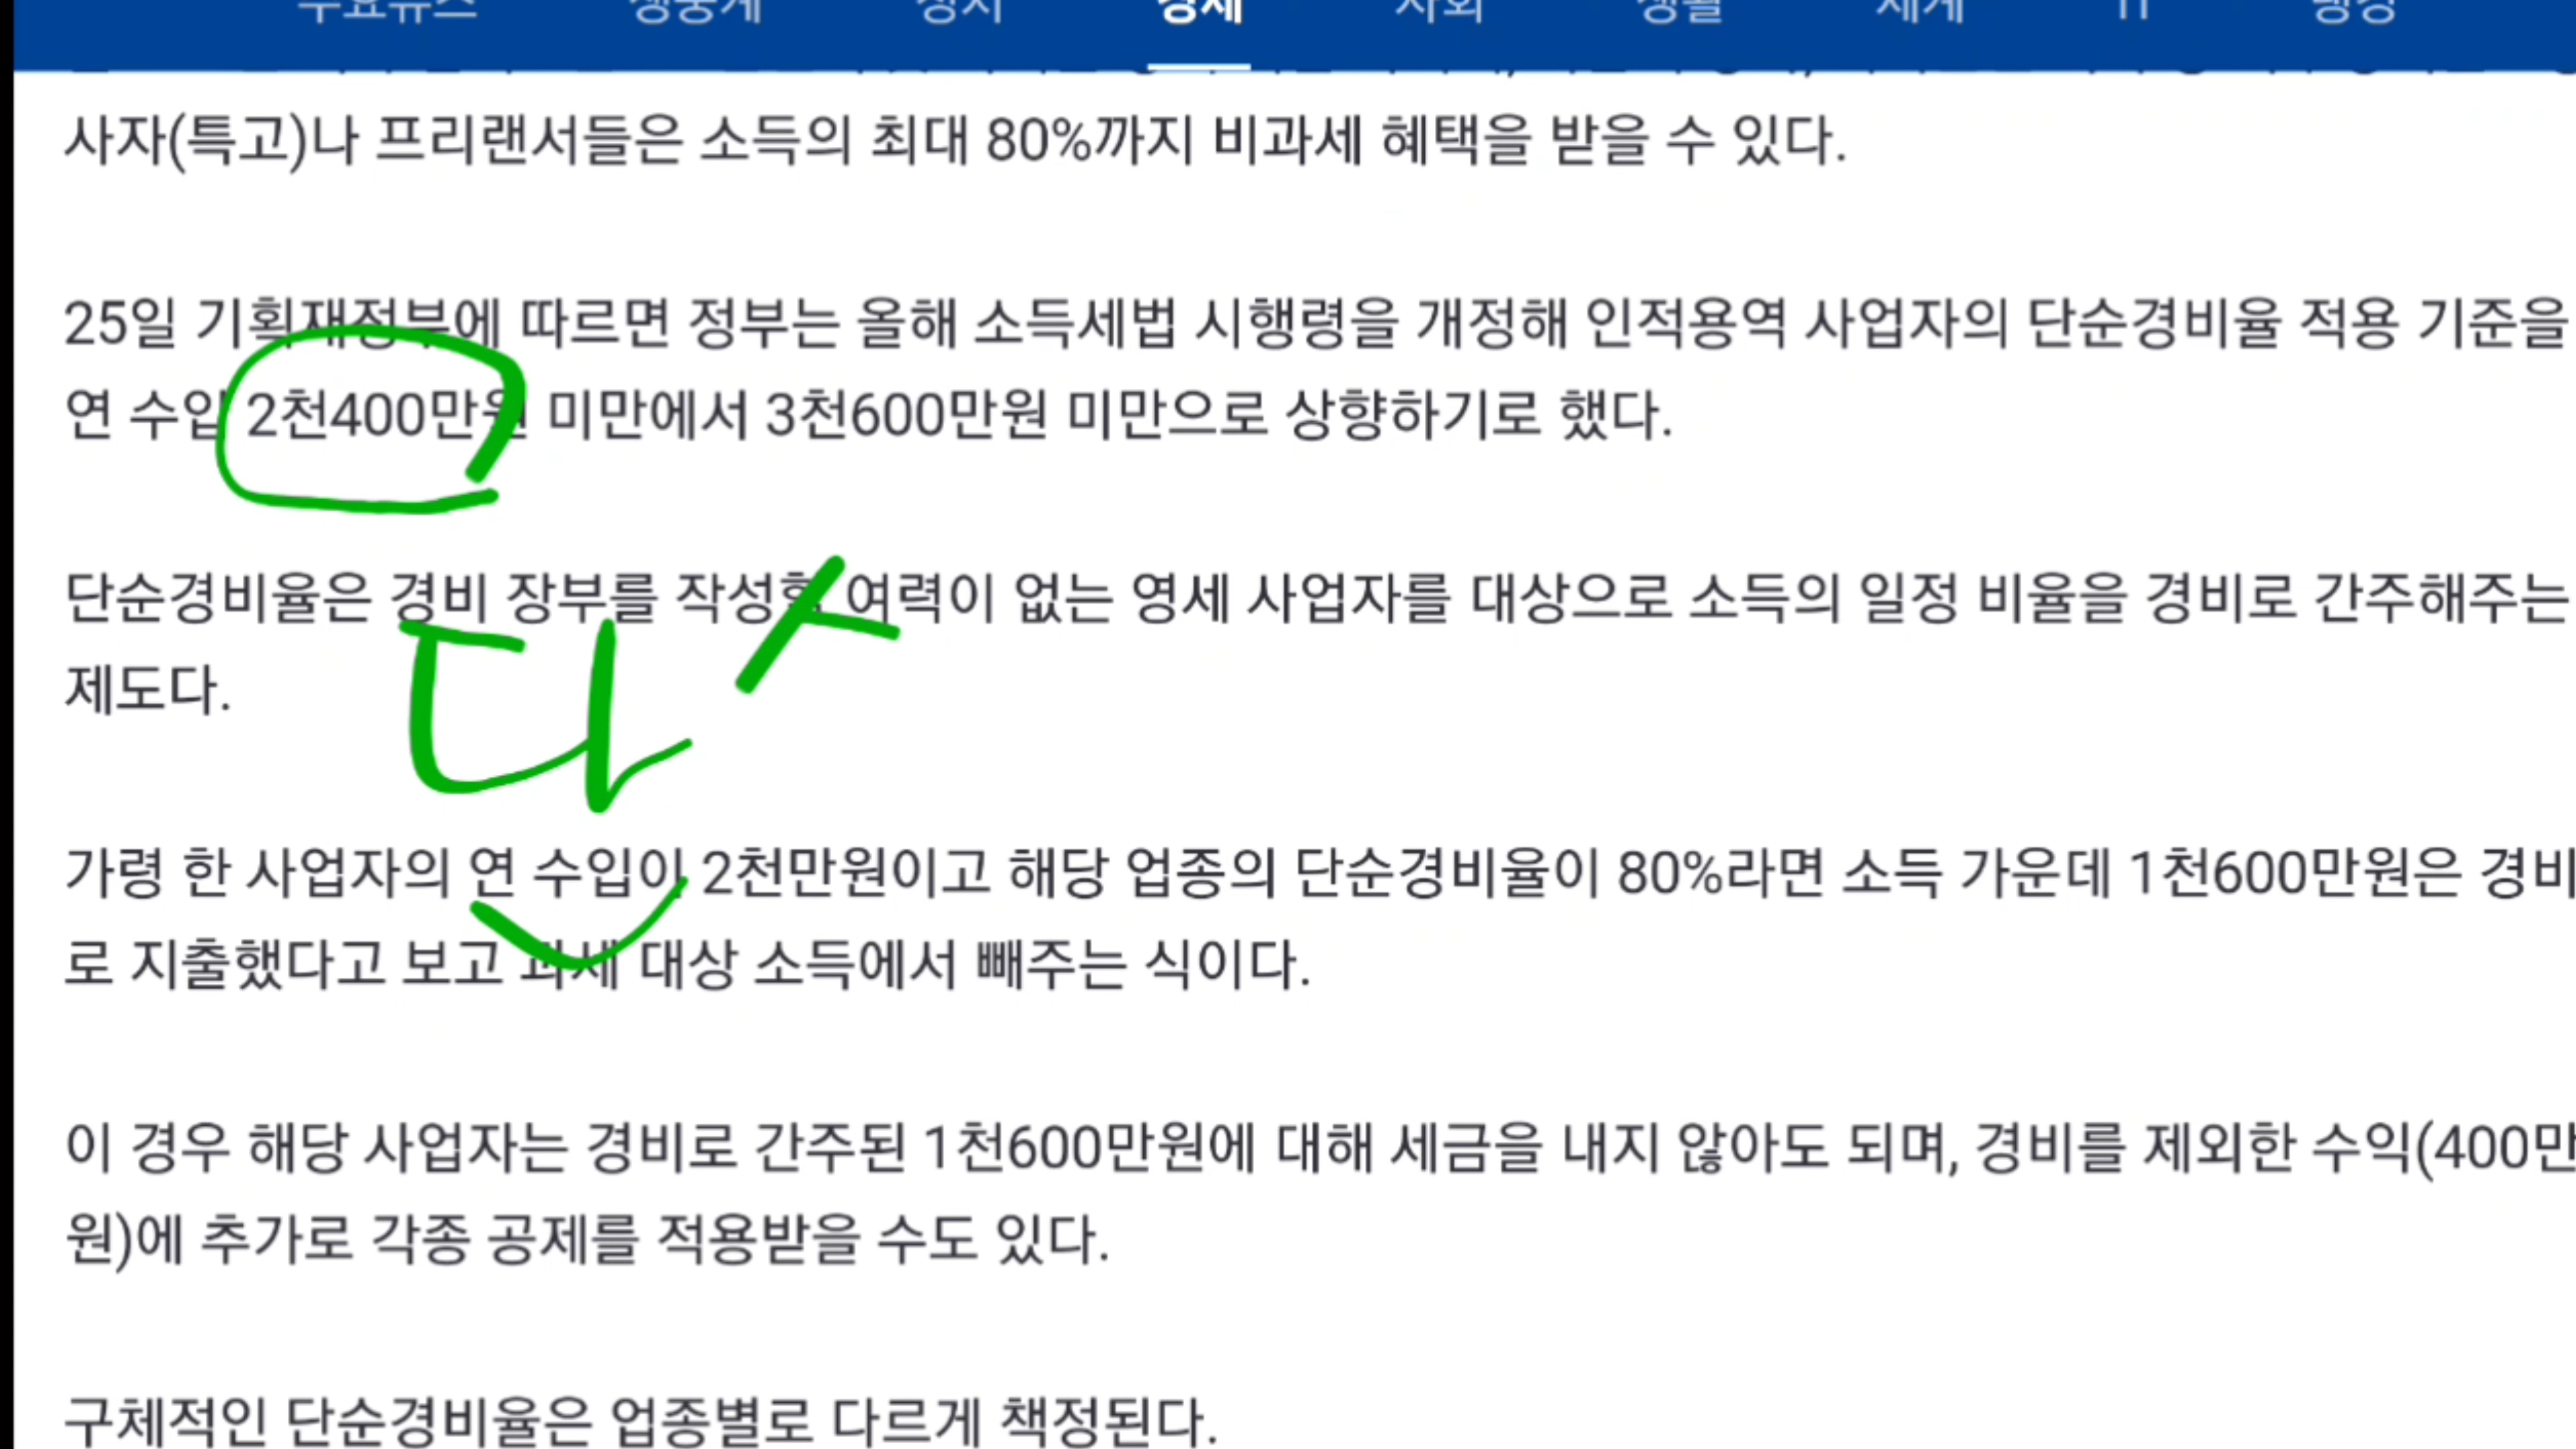 경제
사자(특고)나 프리랜서들은 소득의 최대 80%까지 비과세 혜택을 받을 수 있다.
25일 기획재정부에 따르면 정부는 올해 소득세법 시행령을 개정해 인적용역 사업자의 단순경비율 적용 기준을
연 수입 2천400만원 미만에서 3천600만원 미만으로 상향하기로 했다.
단순경비율은 경비 장부를 작성할 여력이 없는 영세 사업자를 대상으로 소득의 일정 비율을 경비로 간주해주는
제도다.
단
가령 한 사업자의 연 수입이 2천만원이고 해당 업종의 단순경비율이 80%라면 소득 가운데 1천600만원은 경비
로 지출했다고 보고 과세 대상 소득에서 빼주는 식이다.
이 경우 해당 사업자는 경비로 간주된 1천600만원에 대해 세금을 내지 않아도 되며, 경비를 제외한 수익(400만
원)에 추가로 각종 공제를 적용받을 수도 있다.
구체적인 단순경비율은 업종별로 다르게 책정된다.